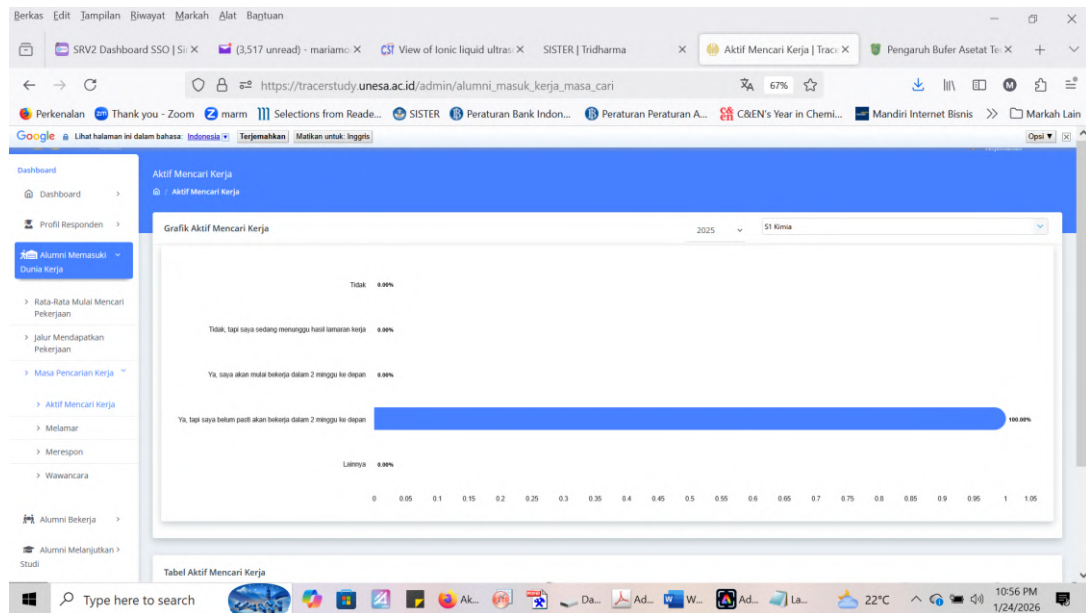 Berkas Edit Tampilan Riwayat Markah Alat Bantuan
SRV2 Dashboard SSO | Si
(3,517 unread) - mariamo
CST View of Ionic liquid ultras
SISTER | Tridharma
Aktif Mencari Kerja | Trace
Pengaruh Bufer Asetat Te
https://tracerstudy.unesa.ac.id/admin/alumni_masuk_kerja_masa_cari
67%
Perkenalan
Thank you - Zoom
marm
Selections from Reade...
SISTER
Peraturan Bank Indon...
Peraturan Peraturan A...
C&EN's Year in Chemi...
Mandiri Internet Bisnis
Markah Lain
Google Lihat halaman ini dalam bahasa: Indonesia Terjemahkan Matikan untuk: Inggris Opsi ▼
Dashboard
Dashboard
Profil Responden
Alumni Memasuki
Dunia Kerja
Rata-Rata Mulai Mencari
Pekerjaan
Jalur Mendapatkan
Pekerjaan
Masa Pencarian Kerja
Aktif Mencari Kerja
Melamar
Merespon
Wawancara
Alumni Bekerja
Alumni Melanjutkan
Studi
Aktif Mencari Kerja
/ Aktif Mencari Kerja
Grafik Aktif Mencari Kerja
2025
S1 Kimia
Tidak 0.00%
Tidak, tapi saya sedang menunggu hasil lamaran kerja 0.00%
Ya, saya akan mulai bekerja dalam 2 minggu ke depan 0.00%
Ya, tapi saya belum pasti akan bekerja dalam 2 minggu ke depan 100.00%
Lainnya 0.00%
0 0.05 0.1 0.15 0.2 0.25 0.3 0.35 0.4 0.45 0.5 0.55 0.6 0.65 0.7 0.75 0.8 0.85 0.9 0.95 1 1.05
Tabel Aktif Mencari Kerja
Type here to search
Ak...
Da...
Ad...
W...
Ad...
La...
22°C
10:56 PM
1/24/2026